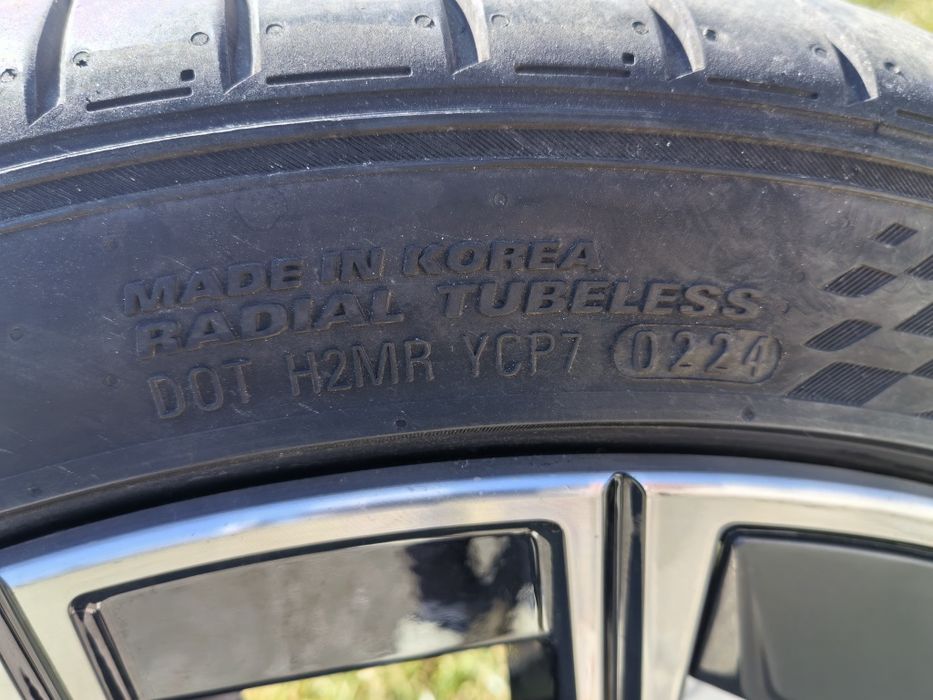 MADE IN KOREA
RADIAL TUBELESS
DOT H2MR YCP7 0224